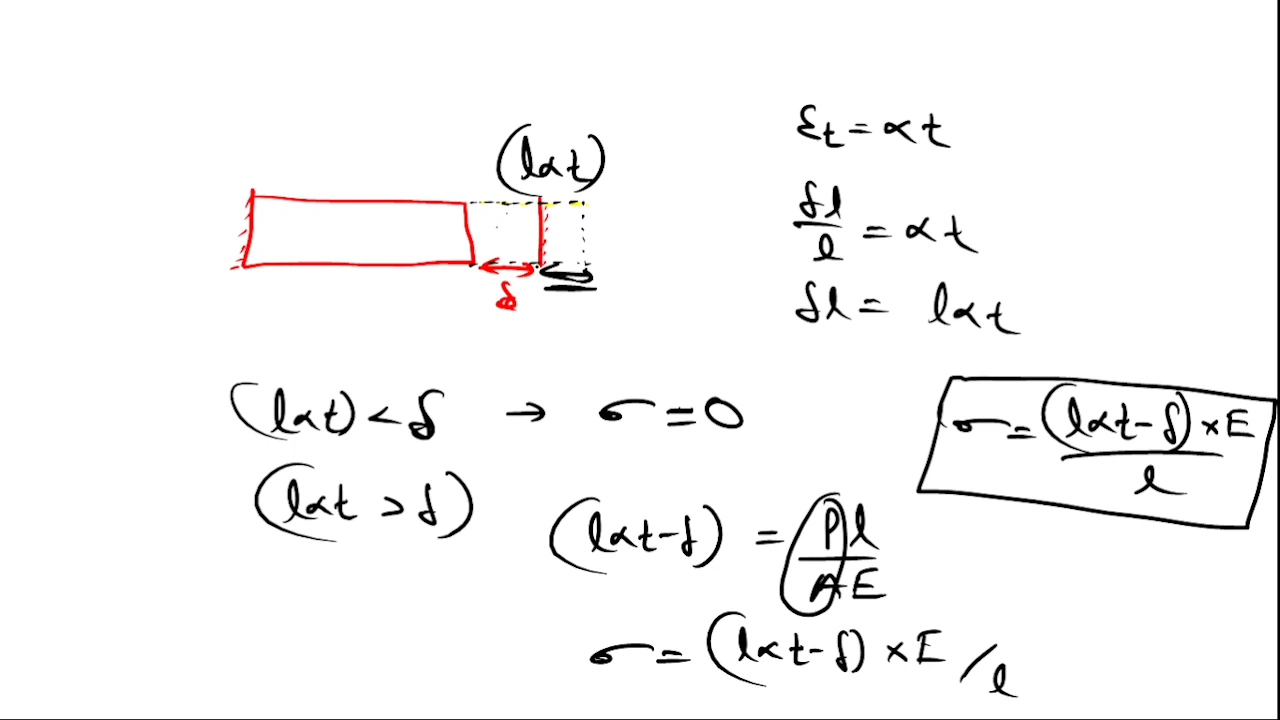 (lαt)
δ
εt = αt
δl/l = αt
δl = lαt
(lαt) < δ → σ = 0
(lαt > δ)
σ = (lαt - δ) × E / l
(lαt - δ) = Pl/AE
σ = (lαt - δ) × E / l